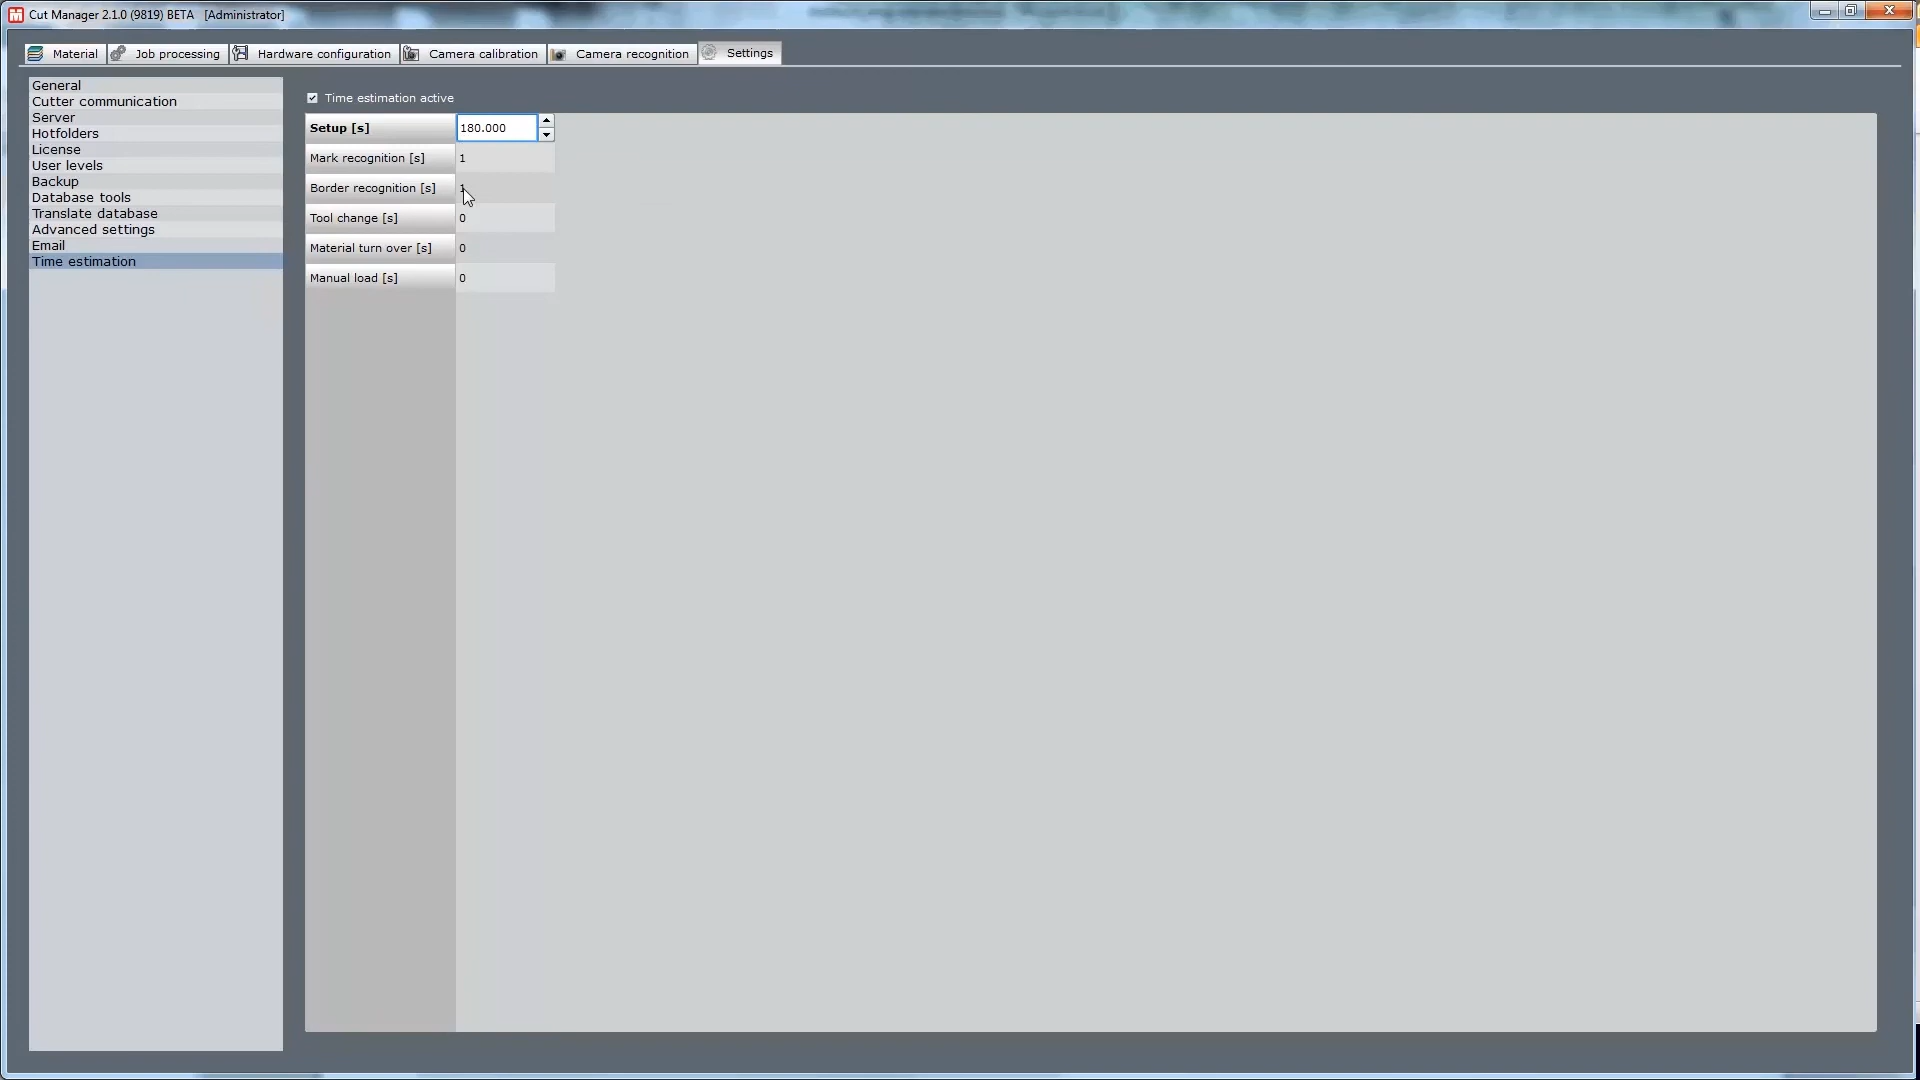 Cut Manager 2.1.0 (9819) BETA [Administrator]
Material Job processing Hardware configuration Camera calibration Camera recognition Settings
General
Cutter communication
Server
Hotfolders
License
User levels
Backup
Database tools
Translate database
Advanced settings
Email
Time estimation
Time estimation active
Setup [s] 180.000
Mark recognition [s] 1
Border recognition [s] 1
Tool change [s] 0
Material turn over [s] 0
Manual load [s] 0